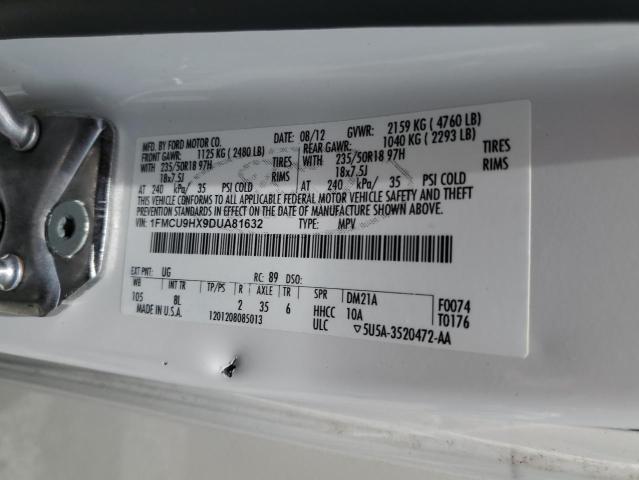 MFD. BY FORD MOTOR CO. DATE: 08/12 GVWR: 2159 KG ( 4760 LB)
FRONT GAWR: 1125 KG ( 2480 LB) REAR GAWR: 1040 KG ( 2293 LB)
WITH 235/50R18 97H TIRES WITH 235/50R18 97H TIRES
18x7.5J RIMS 18x7.5J RIMS
AT 240 kPa/ 35 PSI COLD AT 240 kPa/ 35 PSI COLD
THIS VEHICLE CONFORMS TO ALL APPLICABLE FEDERAL MOTOR VEHICLE SAFETY AND
THEFT PREVENTION STANDARDS IN EFFECT ON THE DATE OF MANUFACTURE SHOWN ABOVE.
VIN: 1FMCU9HX9DUA81632 TYPE: MPV
EXT PNT: UG RC: 89 DSO:
WB INT TR TP/PS R AXLE TR SPR DM21A F0074
105 8L 2 35 6 HHCC 10A T0176
MADE IN U.S.A. 1201208085013 ULC ▽5U5A-3520472-AA